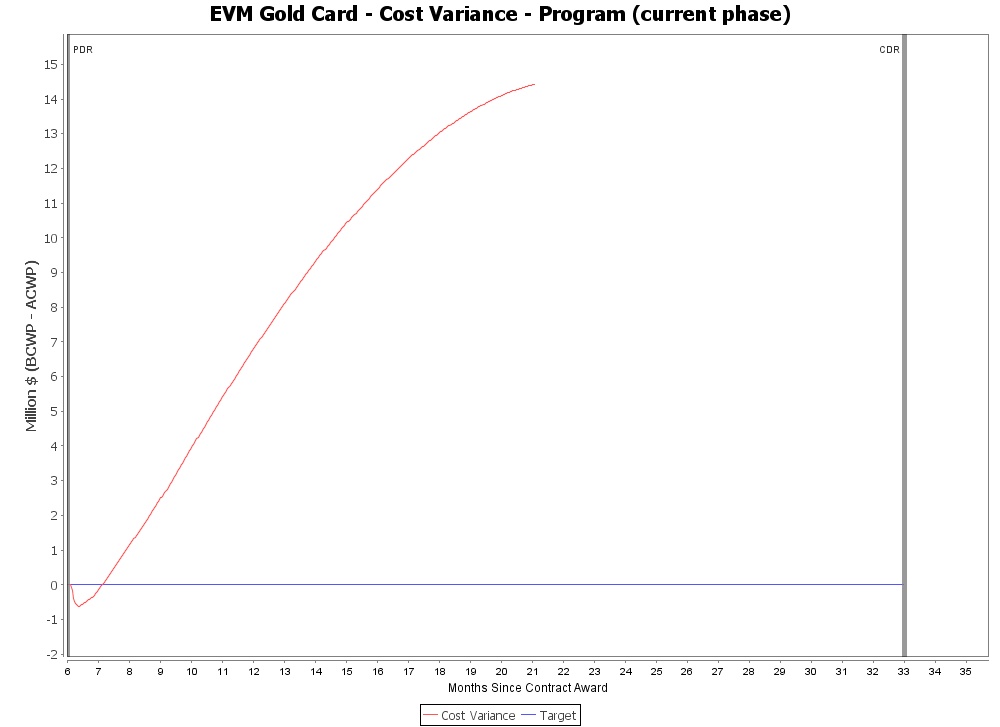 EVM Gold Card - Cost Variance - Program (current phase)
PDR
CDR
15
14
13
12
11
10
9
8
7
6
5
4
3
2
1
0
-1
-2
Million $ (BCWP - ACWP)
6 7 8 9 10 11 12 13 14 15 16 17 18 19 20 21 22 23 24 25 26 27 28 29 30 31 32 33 34 35
Months Since Contract Award
Cost Variance Target